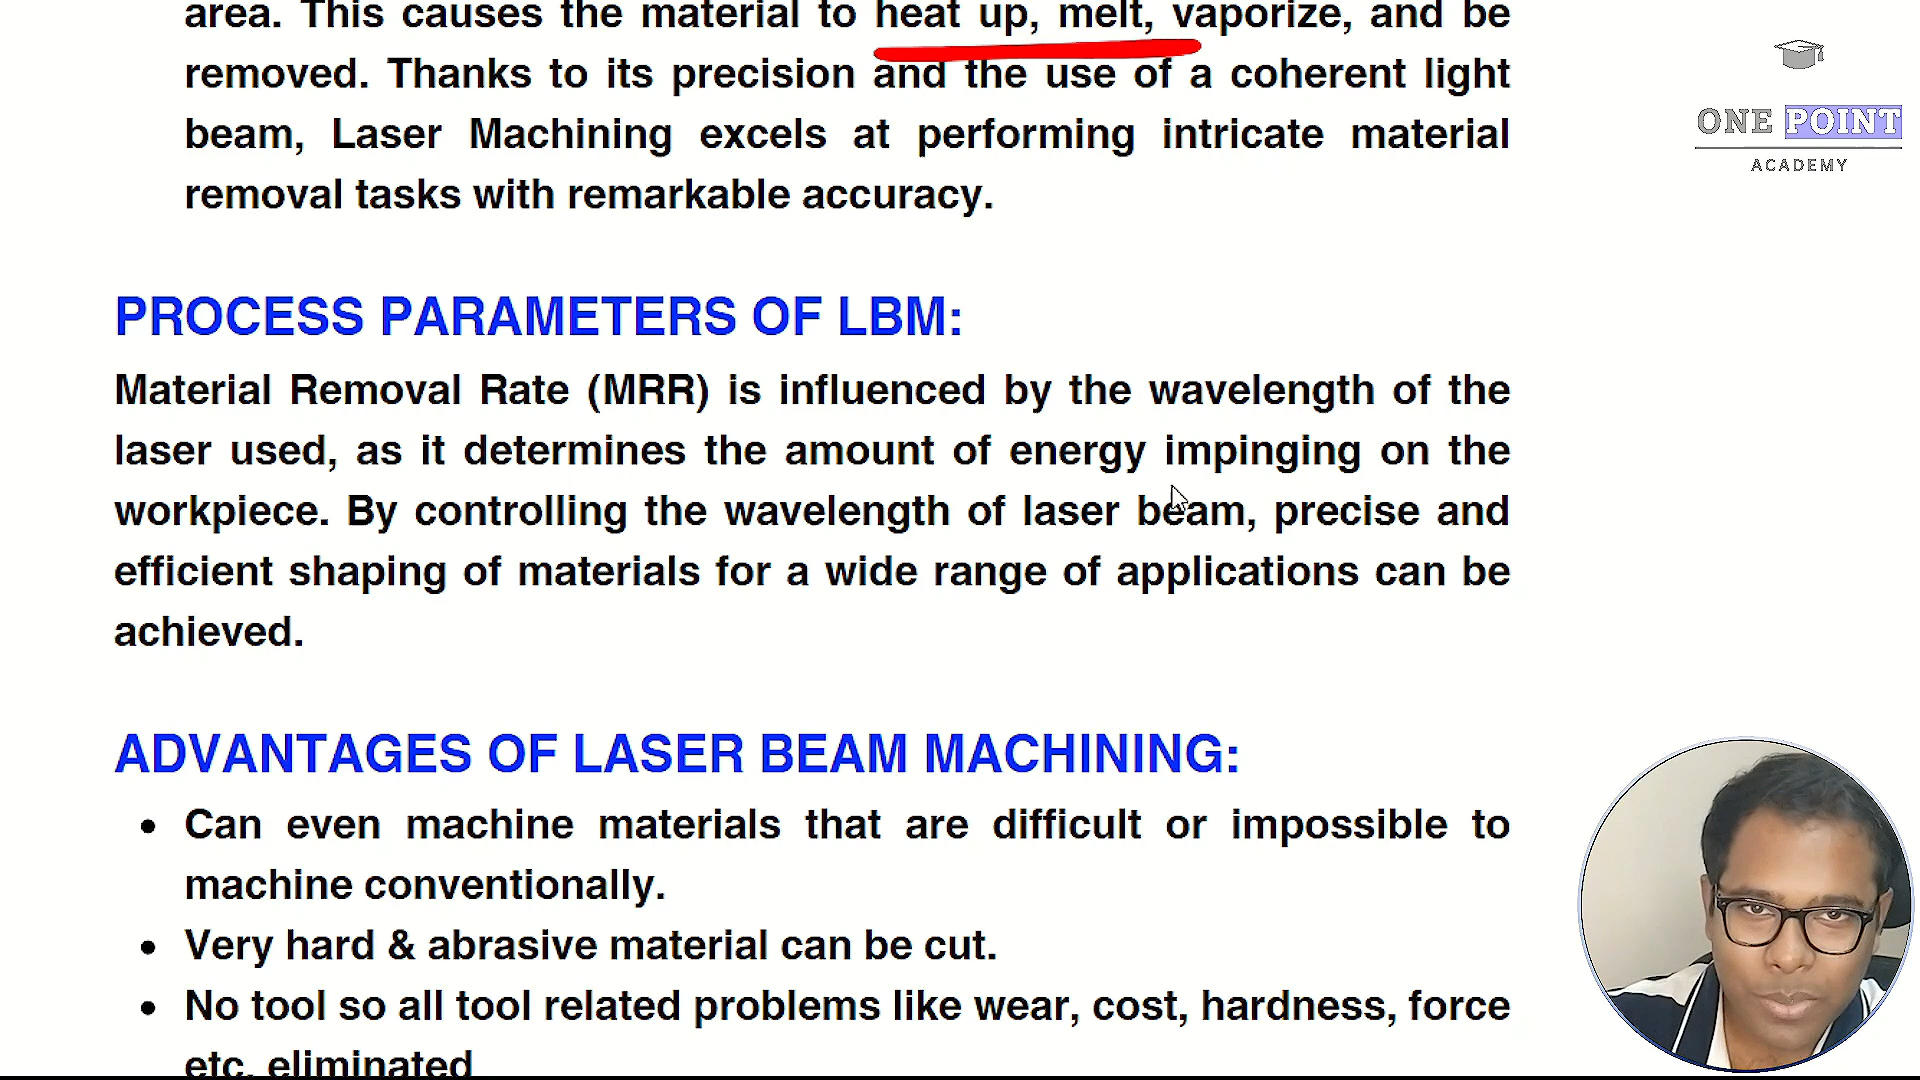 area. This causes the material to heat up, melt, vaporize, and be
removed. Thanks to its precision and the use of a coherent light
beam, Laser Machining excels at performing intricate material
removal tasks with remarkable accuracy.
ONE POINT
ACADEMY
PROCESS PARAMETERS OF LBM:
Material Removal Rate (MRR) is influenced by the wavelength of the
laser used, as it determines the amount of energy impinging on the
workpiece. By controlling the wavelength of laser beam, precise and
efficient shaping of materials for a wide range of applications can be
achieved.
ADVANTAGES OF LASER BEAM MACHINING:
• Can even machine materials that are difficult or impossible to
machine conventionally.
• Very hard & abrasive material can be cut.
• No tool so all tool related problems like wear, cost, hardness, force
etc. eliminated